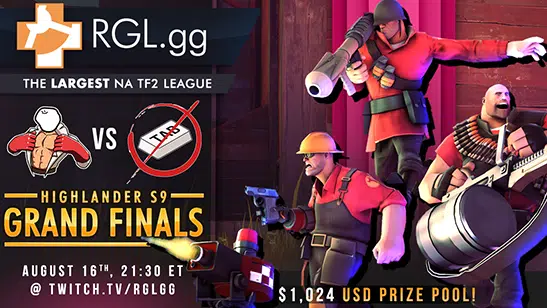 RGL.gg
THE LARGEST NA TF2 LEAGUE
VS
TAB
HIGHLANDER S9
GRAND FINALS
AUGUST 16TH, 21:30 ET
@ TWITCH.TV/RGLGG
$1,024 USD PRIZE POOL!